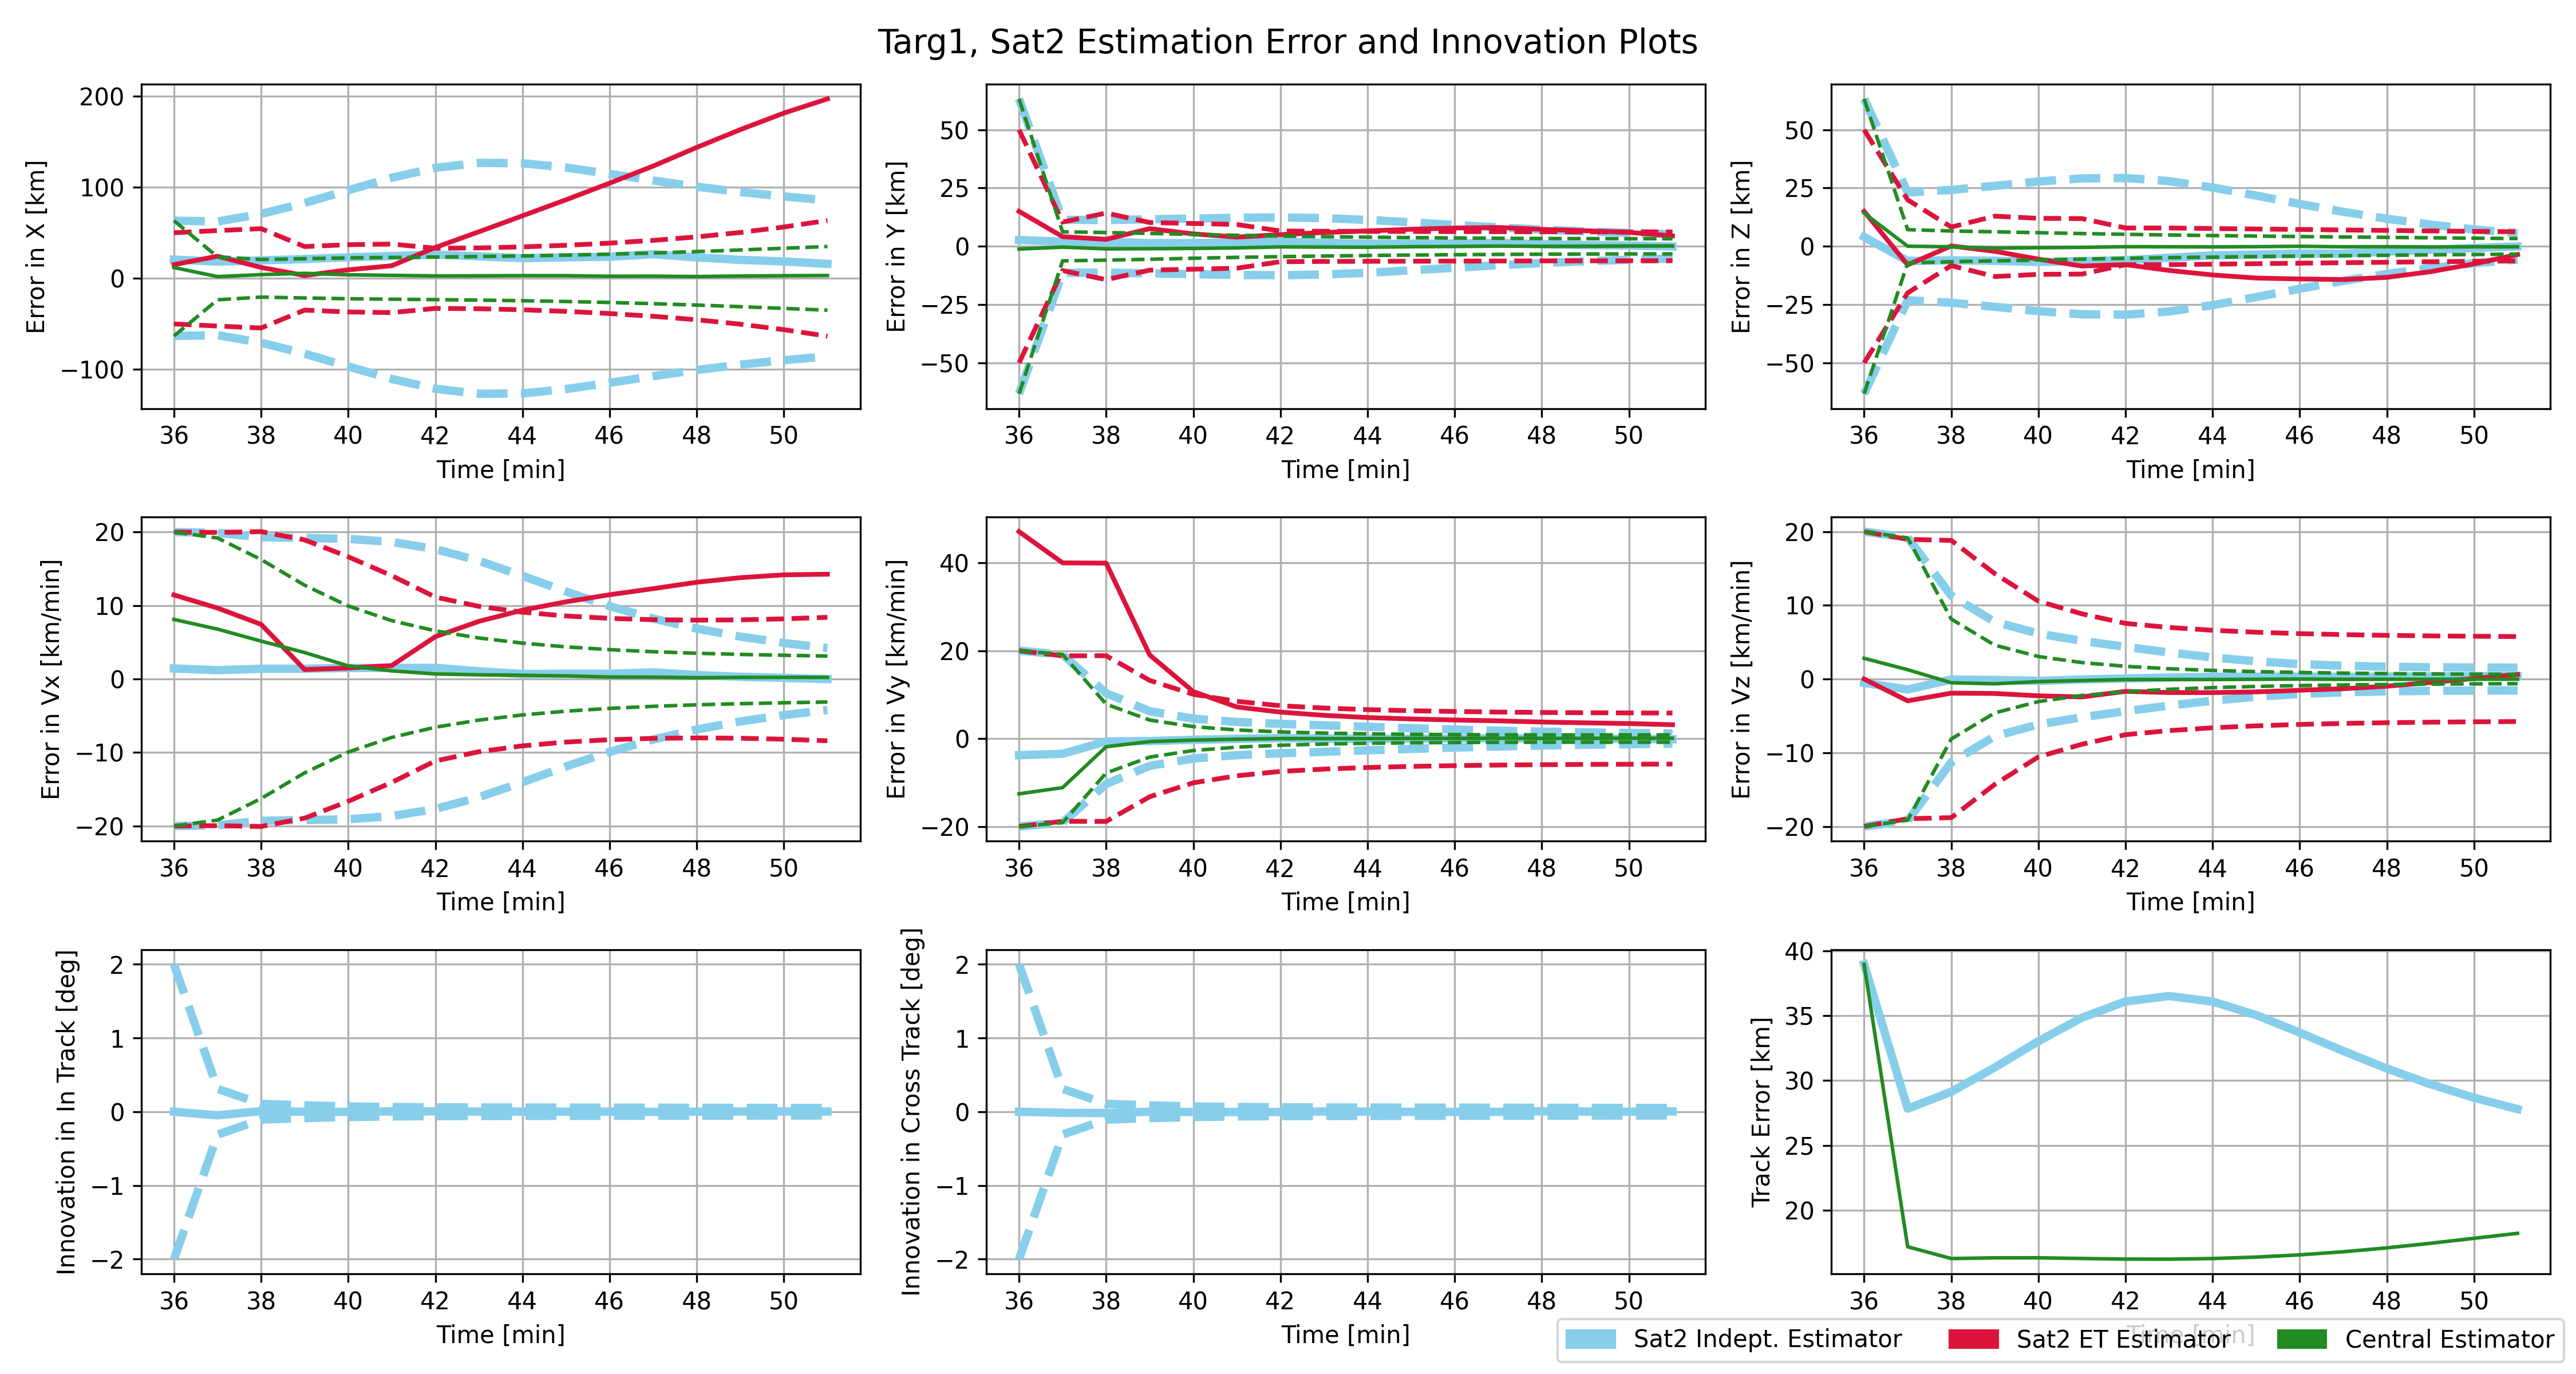 Targ1, Sat2 Estimation Error and Innovation Plots
Error in X [km]
200
100
0
−100
36 38 40 42 44 46 48 50
Time [min]
Error in Y [km]
50
25
0
−25
−50
36 38 40 42 44 46 48 50
Time [min]
Error in Z [km]
50
25
0
−25
−50
36 38 40 42 44 46 48 50
Time [min]
Error in Vx [km/min]
20
10
0
−10
−20
36 38 40 42 44 46 48 50
Time [min]
Error in Vy [km/min]
40
20
0
−20
36 38 40 42 44 46 48 50
Time [min]
Error in Vz [km/min]
20
10
0
−10
−20
36 38 40 42 44 46 48 50
Time [min]
Innovation in In Track [deg]
2
1
0
−1
−2
36 38 40 42 44 46 48 50
Time [min]
Innovation in Cross Track [deg]
2
1
0
−1
−2
36 38 40 42 44 46 48 50
Time [min]
Track Error [km]
40
35
30
25
20
36 38 40 42 44 46 48 50
Time [min]
Sat2 Indept. Estimator
Sat2 ET Estimator
Central Estimator